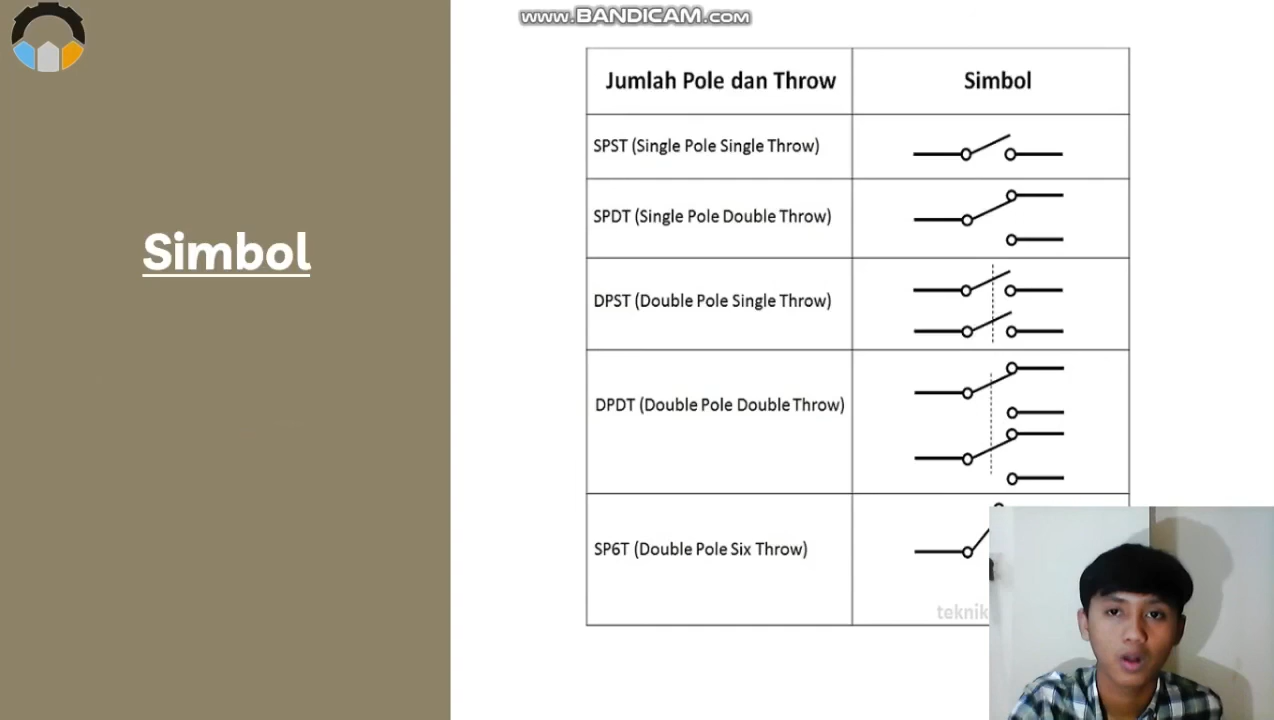 www.BANDICAM.com
Jumlah Pole dan Throw
Simbol
SPST (Single Pole Single Throw)
SPDT (Single Pole Double Throw)
Simbol
DPST (Double Pole Single Throw)
DPDT (Double Pole Double Throw)
SP6T (Double Pole Six Throw)
teknik